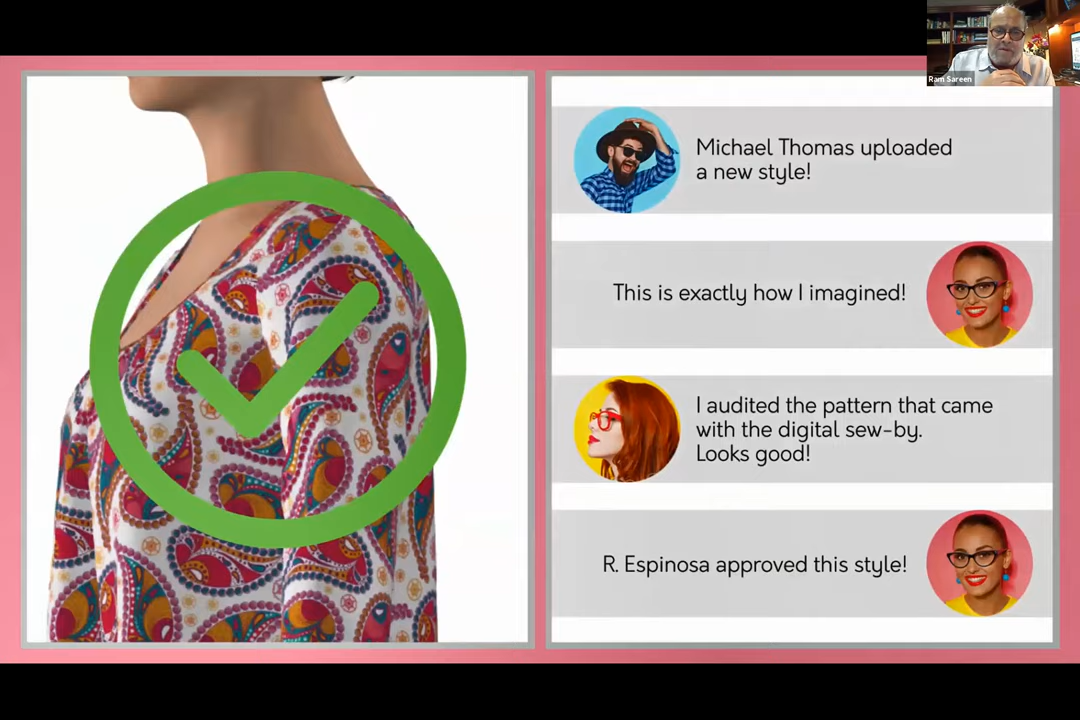 Ram Sareen
Michael Thomas uploaded
a new style!
This is exactly how I imagined!
I audited the pattern that came
with the digital sew-by.
Looks good!
R. Espinosa approved this style!